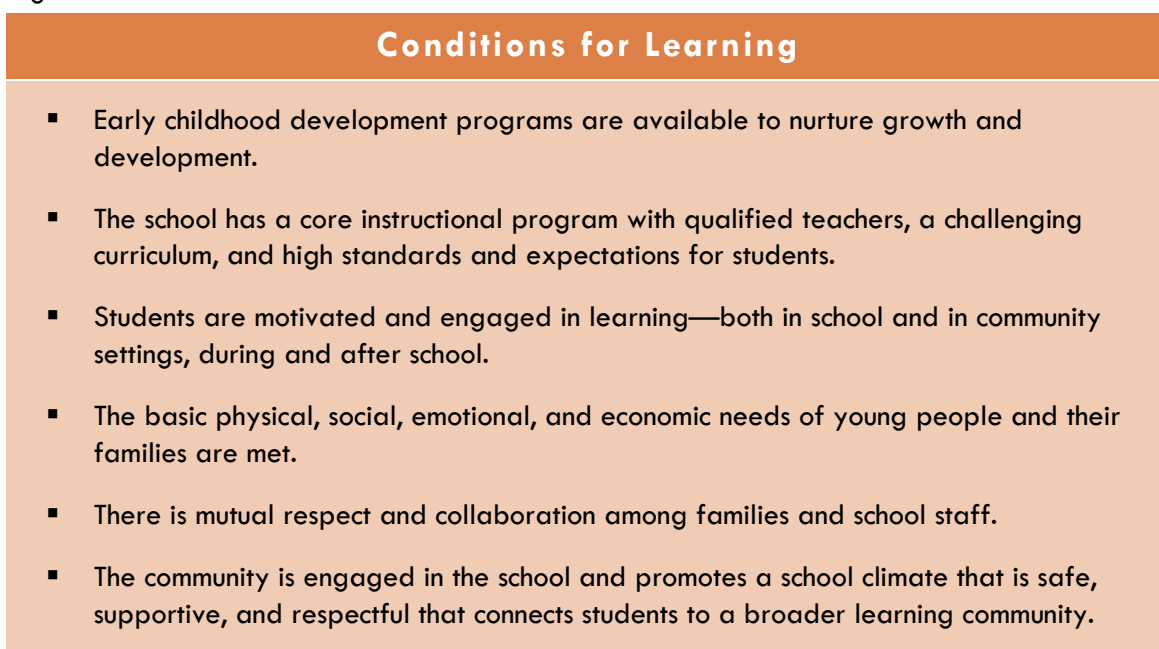 Conditions for Learning
▪ Early childhood development programs are available to nurture growth and
development.
▪ The school has a core instructional program with qualified teachers, a challenging
curriculum, and high standards and expectations for students.
▪ Students are motivated and engaged in learning—both in school and in community
settings, during and after school.
▪ The basic physical, social, emotional, and economic needs of young people and their
families are met.
▪ There is mutual respect and collaboration among families and school staff.
▪ The community is engaged in the school and promotes a school climate that is safe,
supportive, and respectful that connects students to a broader learning community.